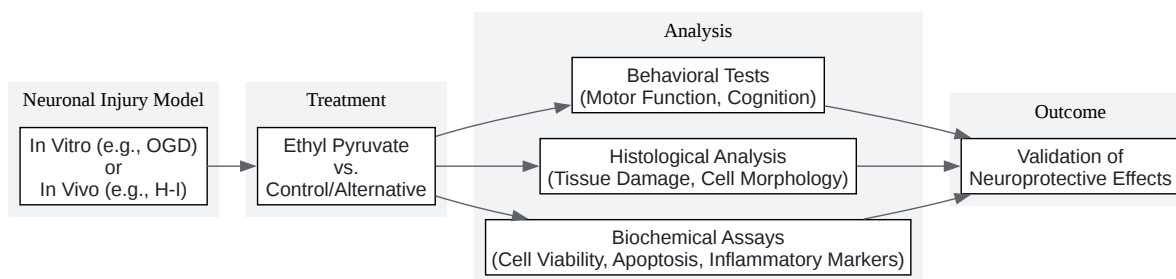 Neuronal Injury Model
In Vitro (e.g., OGD)
or
In Vivo (e.g., H-I)
Treatment
Ethyl Pyruvate
vs.
Control/Alternative
Analysis
Behavioral Tests
(Motor Function, Cognition)
Histological Analysis
(Tissue Damage, Cell Morphology)
Biochemical Assays
(Cell Viability, Apoptosis, Inflammatory Markers)
Outcome
Validation of
Neuroprotective Effects